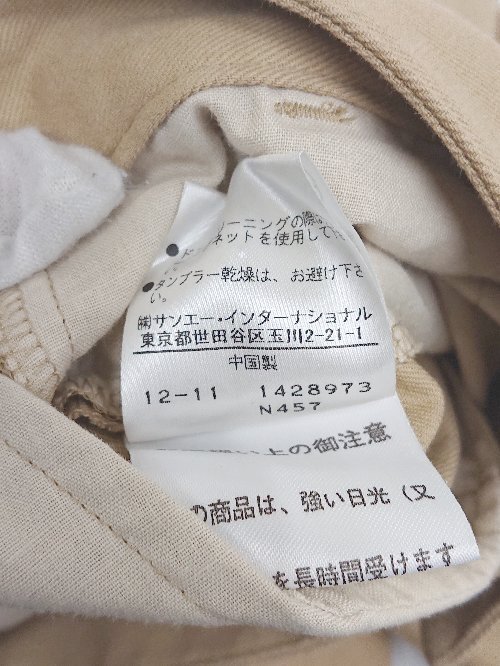 ーニングの際
ネットを使用して
●タンブラー乾燥は、お避け下さ
い。
㈱サンエー・インターナショナル
東京都世田谷区玉川2-21-1
中国製
12-11 1428973
N457
上の御注意
の商品は、強い日光（又
を長時間受けます